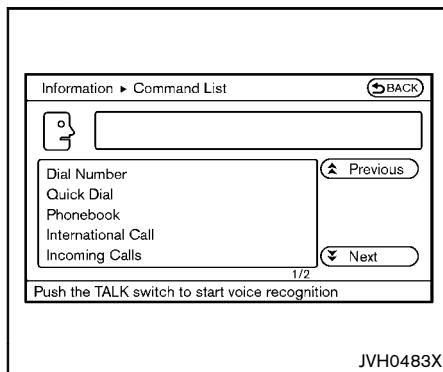 Information ▸ Command List
BACK
Dial Number
Quick Dial
Phonebook
International Call
Incoming Calls
Previous
Next
1/2
Push the TALK switch to start voice recognition
JVH0483X